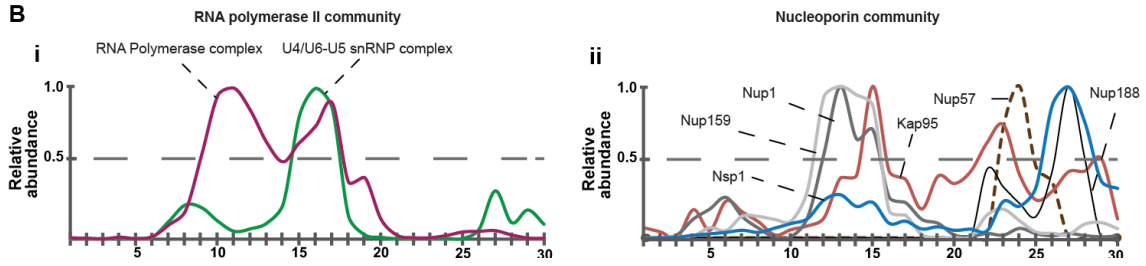 B
RNA polymerase II community
Nucleoporin community
i
RNA Polymerase complex
U4/U6-U5 snRNP complex
1.0
0.5
Relative
abundance
5
10
15
20
25
30
ii
Nup1
Nup159
Nsp1
Kap95
Nup57
Nup188
1.0
0.5
Relative
abundance
5
10
15
20
25
30